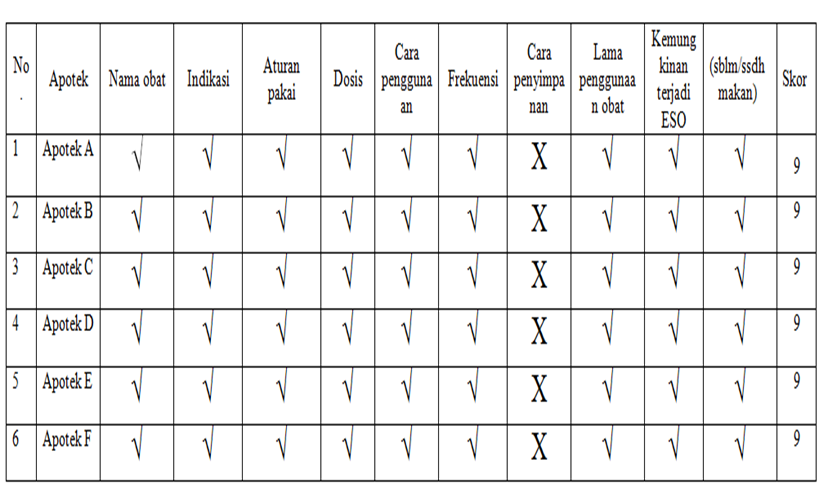 No. Apotek Nama obat Indikasi Aturan pakai Dosis Cara penggunaan Frekuensi Cara penyimpanan Lama penggunaan obat Kemungkinan terjadi ESO (sblm/ssdh makan) Skor
1 Apotek A √ √ √ √ √ √ X √ √ √ 9
2 Apotek B √ √ √ √ √ √ X √ √ √ 9
3 Apotek C √ √ √ √ √ √ X √ √ √ 9
4 Apotek D √ √ √ √ √ √ X √ √ √ 9
5 Apotek E √ √ √ √ √ √ X √ √ √ 9
6 Apotek F √ √ √ √ √ √ X √ √ √ 9